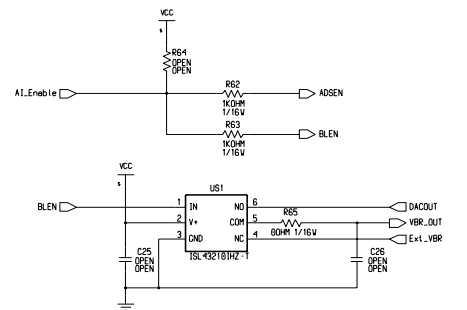 VCC
R64
OPEN
OPEN
AI_Enable
R62
ADSEN
1KOHM
1/16W
R63
BLEN
1KOHM
1/16W
VCC
US1
BLEN
1 IN NO 6 DACOUT
R65
2 V+ COM 5 VBR_OUT
0OHM 1/16W
3 GND NC 4 Ext_VBR
ISL43210IHZ-T
C25
OPEN
OPEN
C26
OPEN
OPEN